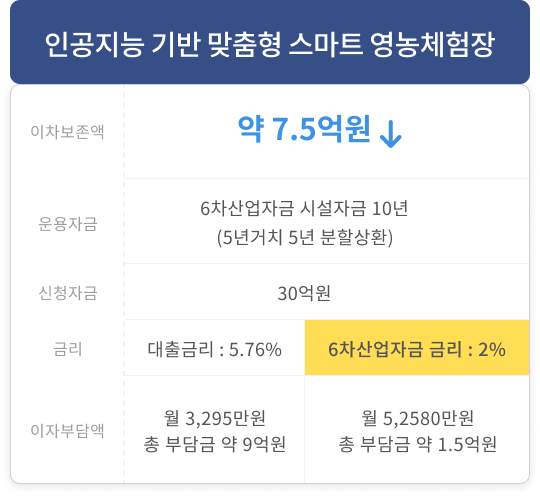 인공지능 기반 맞춤형 스마트 영농체험장
이차보존액
약 7.5억원 ↓
운용자금
6차산업자금 시설자금 10년
(5년거치 5년 분할상환)
신청자금
30억원
금리
대출금리 : 5.76%
6차산업자금 금리 : 2%
이자부담액
월 3,295만원
총 부담금 약 9억원
월 5,2580만원
총 부담금 약 1.5억원